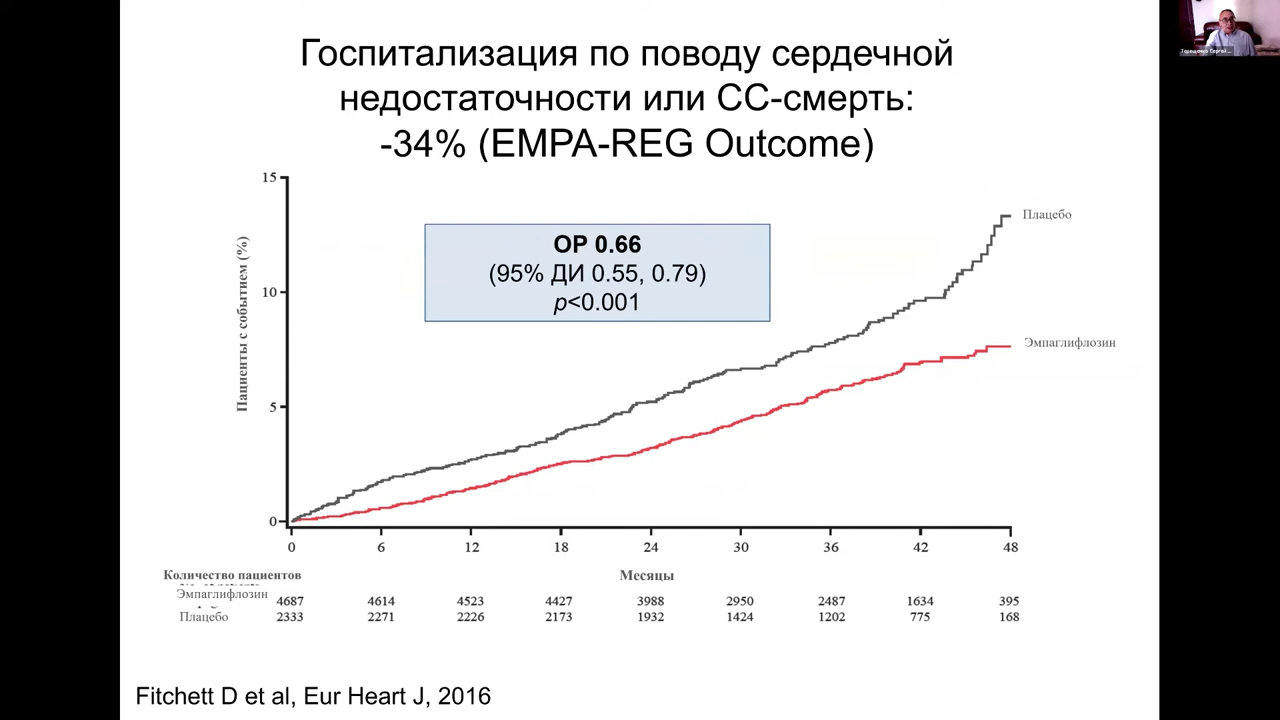 Госпитализация по поводу сердечной
недостаточности или СС-смерть:
-34% (EMPA-REG Outcome)
15
10
5
0
Пациенты с событием (%)
ОР 0.66
(95% ДИ 0.55, 0.79)
p<0.001
Плацебо
Эмпаглифлозин
0 6 12 18 24 30 36 42 48
Количество пациентов Месяцы
Эмпаглифлозин 4687 4614 4523 4427 3988 2950 2487 1634 395
Плацебо 2333 2271 2226 2173 1932 1424 1202 775 168
Fitchett D et al, Eur Heart J, 2016